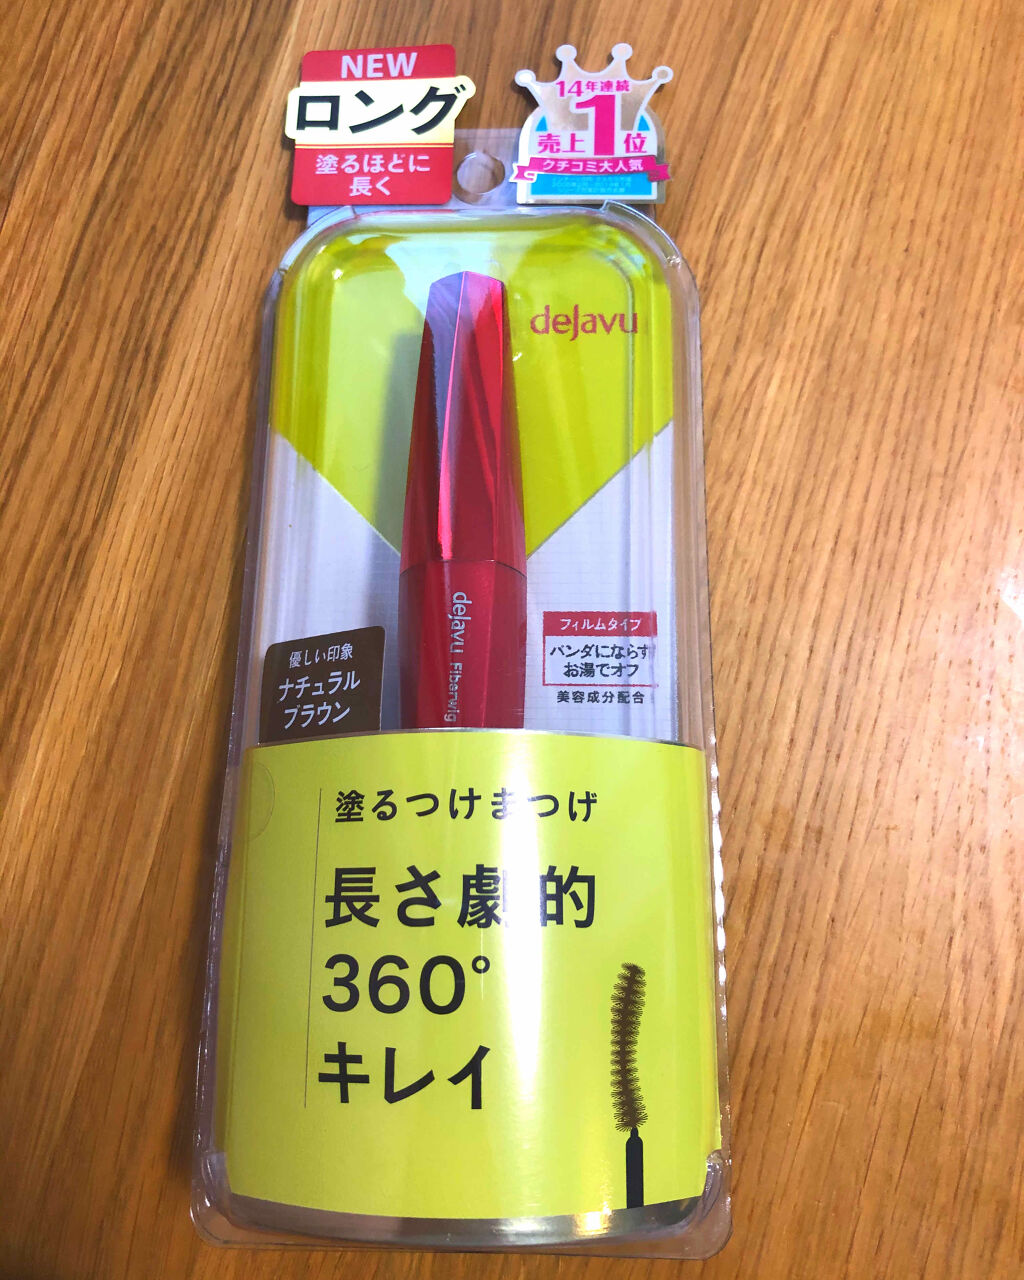 NEW
ロング
塗るほどに
長く
14年連続
売上1位
クチコミ大人気
dejavu
dejavu Fiberwig
優しい印象
ナチュラル
ブラウン
フィルムタイプ
パンダにならず
お湯でオフ
美容成分配合
塗るつけまつげ
長さ劇的
360°
キレイ